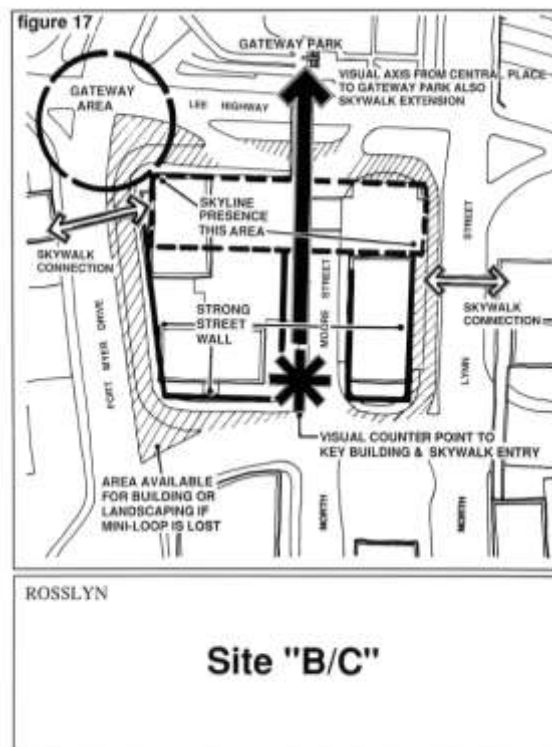 figure 17
GATEWAY PARK
GATEWAY
AREA
LEE HIGHWAY
VISUAL AXIS FROM CENTRAL PLACE
TO GATEWAY PARK ALSO
SKYWALK EXTENSION
SKYLINE
PRESENCE
THIS AREA
SKYWALK
CONNECTION
STREET
SKYWALK
CONNECTION
STRONG
STREET
WALL
MOORE STREET
FORT MYER DRIVE
LYNN
VISUAL COUNTER POINT TO
KEY BUILDING & SKYWALK ENTRY
AREA AVAILABLE
FOR BUILDING OR
LANDSCAPING IF
MINI-LOOP IS LOST
NORTH
NORTH
ROSSLYN
Site "B/C"